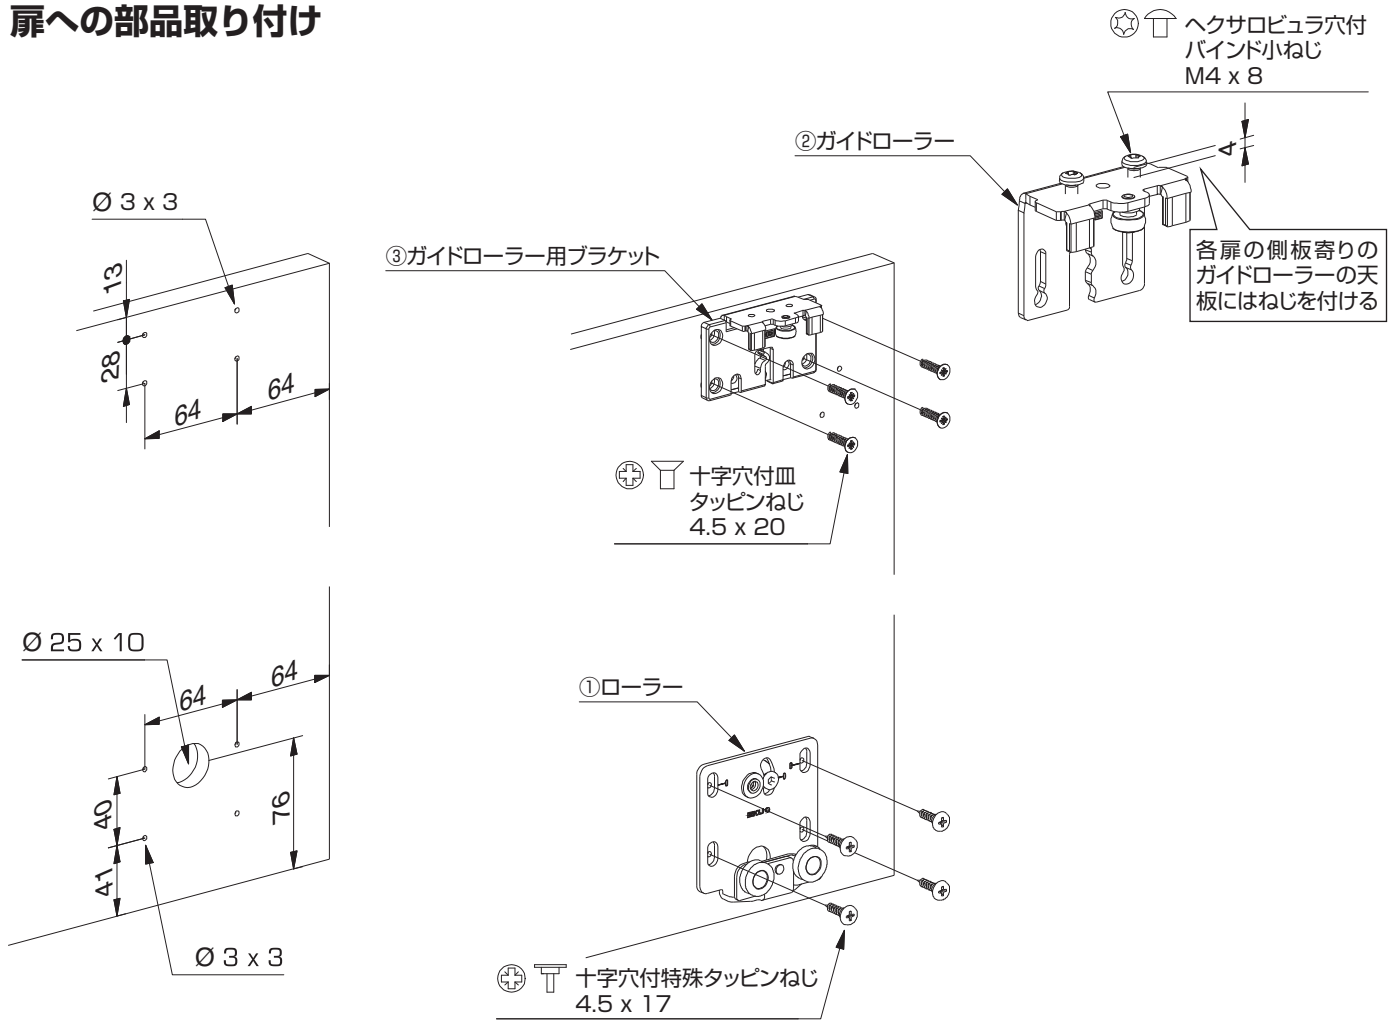 扉への部品取り付け
ヘクサロビュラ穴付
バインド小ねじ
M4 x 8
②ガイドローラー
4
各扉の側板寄りの
ガイドローラーの天
板にはねじを付ける
Ø 3 x 3
③ガイドローラー用ブラケット
13
28
64
64
十字穴付皿
タッピンねじ
4.5 x 20
Ø 25 x 10
64
64
①ローラー
40
76
41
Ø 3 x 3
十字穴付特殊タッピンねじ
4.5 x 17